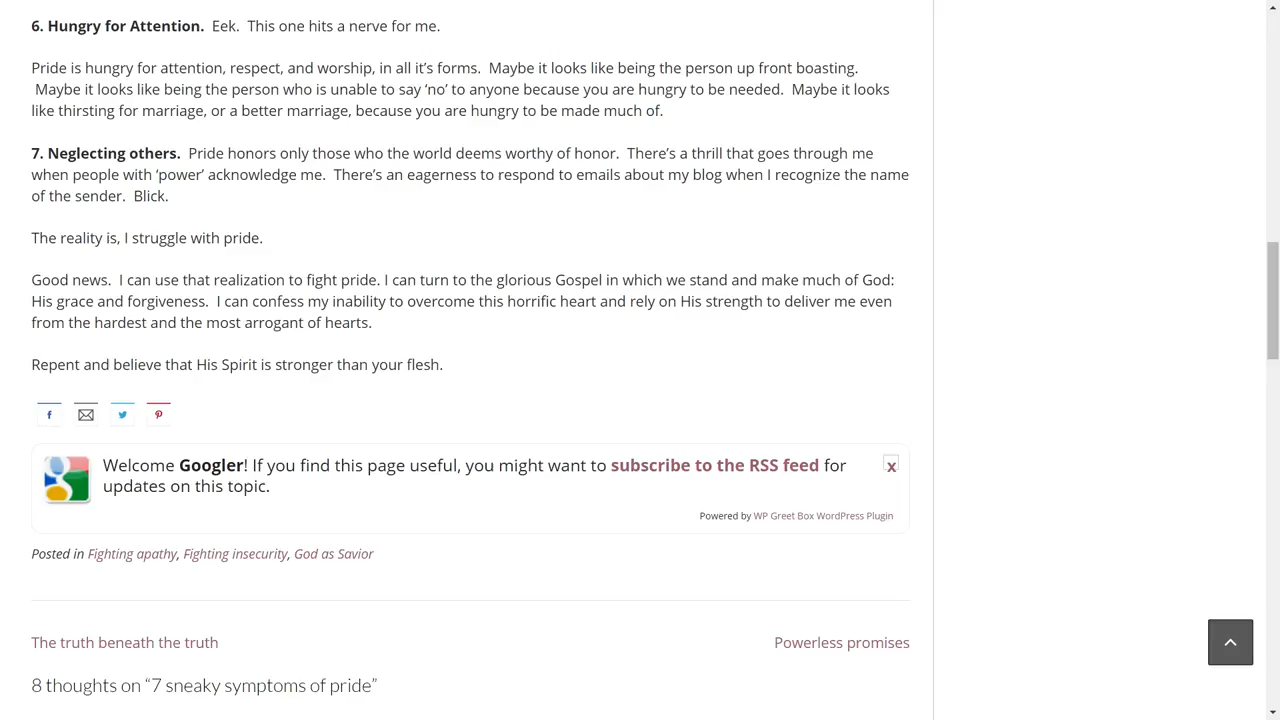 6. Hungry for Attention.  Eek.  This one hits a nerve for me.
Pride is hungry for attention, respect, and worship, in all it’s forms.  Maybe it looks like being the person up front boasting.
Maybe it looks like being the person who is unable to say ‘no’ to anyone because you are hungry to be needed.  Maybe it looks
like thirsting for marriage, or a better marriage, because you are hungry to be made much of.
7. Neglecting others.  Pride honors only those who the world deems worthy of honor.  There’s a thrill that goes through me
when people with ‘power’ acknowledge me.  There’s an eagerness to respond to emails about my blog when I recognize the name
of the sender.  Blick.
The reality is, I struggle with pride.
Good news.  I can use that realization to fight pride. I can turn to the glorious Gospel in which we stand and make much of God:
His grace and forgiveness.  I can confess my inability to overcome this horrific heart and rely on His strength to deliver me even
from the hardest and the most arrogant of hearts.
Repent and believe that His Spirit is stronger than your flesh.
Welcome Googler! If you find this page useful, you might want to subscribe to the RSS feed for
updates on this topic.
x
Powered by WP Greet Box WordPress Plugin
Posted in Fighting apathy, Fighting insecurity, God as Savior
The truth beneath the truth
Powerless promises
8 thoughts on “7 sneaky symptoms of pride”